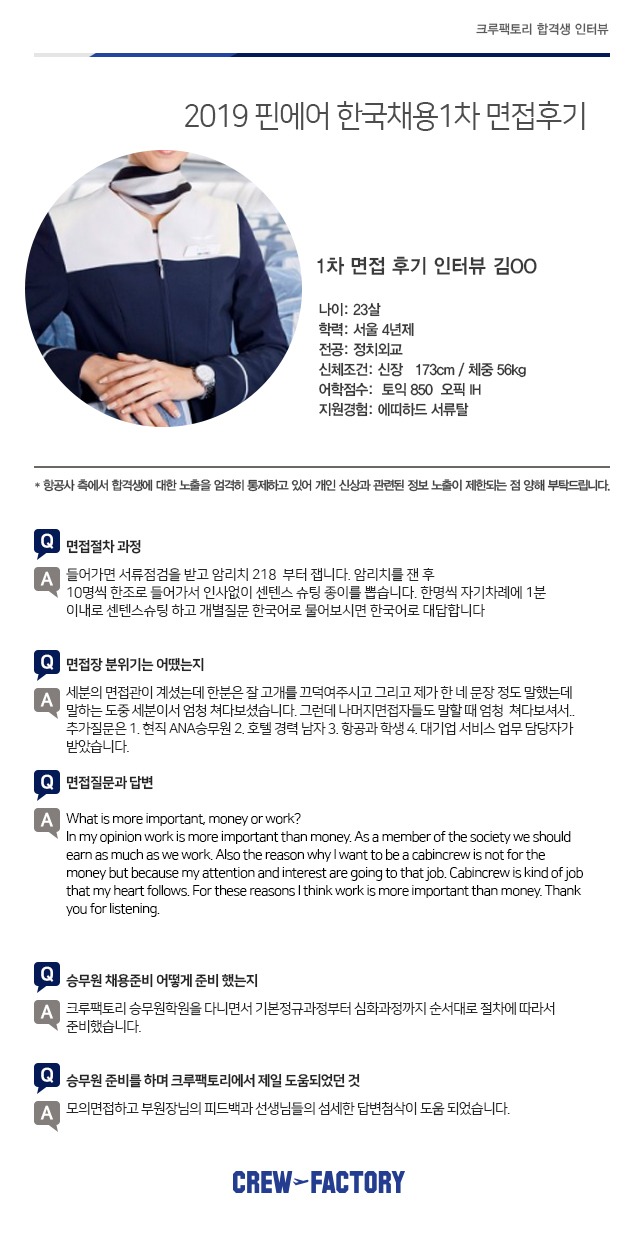 크루팩토리 합격생 인터뷰
2019 핀에어 한국채용1차 면접후기
1차 면접 후기 인터뷰 김OO
나이: 23살
학력: 서울 4년제
전공: 정치외교
신체조건: 신장 173cm / 체중 56kg
어학점수: 토익 850 오픽 IH
지원경험: 에띠하드 서류탈
* 항공사 측에서 합격생에 대한 노출을 엄격히 통제하고 있어 개인 신상과 관련된 정보 노출이 제한되는 점 양해 부탁드립니다.
Q 면접절차 과정
A 들어가면 서류점검을 받고 암리치 218 부터 잽니다. 암리치를 잰 후
10명씩 한조로 들어가서 인사없이 센텐스 슈팅 종이를 뽑습니다. 한명씩 자기차례에 1분
이내로 센텐스슈팅 하고 개별질문 한국어로 물어보시면 한국어로 대답합니다
Q 면접장 분위기는 어땠는지
A 세분의 면접관이 계셨는데 한분은 잘 고개를 끄덕여주시고 그리고 제가 한 네 문장 정도 말했는데
말하는 도중 세분이서 엄청 쳐다보셨습니다. 그런데 나머지면접자들도 말할 때 엄청 쳐다보셔서..
추가질문은 1. 현직 ANA승무원 2. 호텔 경력 남자 3. 항공과 학생 4. 대기업 서비스 업무 담당자가
받았습니다.
Q 면접질문과 답변
A What is more important, money or work?
In my opinion work is more important than money. As a member of the society we should
earn as much as we work. Also the reason why I want to be a cabincrew is not for the
money but because my attention and interest are going to that job. Cabincrew is kind of job
that my heart follows. For these reasons I think work is more important than money. Thank
you for listening.
Q 승무원 채용준비 어떻게 준비 했는지
A 크루팩토리 승무원학원을 다니면서 기본정규과정부터 심화과정까지 순서대로 절차에 따라서
준비했습니다.
Q 승무원 준비를 하며 크루팩토리에서 제일 도움되었던 것
A 모의면접하고 부원장님의 피드백과 선생님들의 섬세한 답변첨삭이 도움 되었습니다.
CREW FACTORY